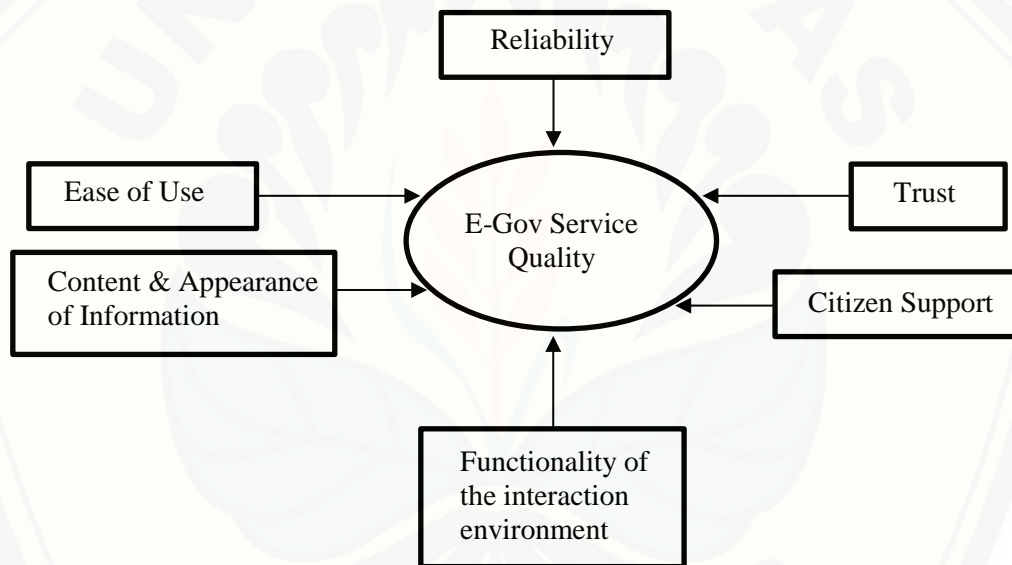 Reliability
Ease of Use
Trust
E-Gov Service
Quality
Content & Appearance
of Information
Citizen Support
Functionality of
the interaction
environment